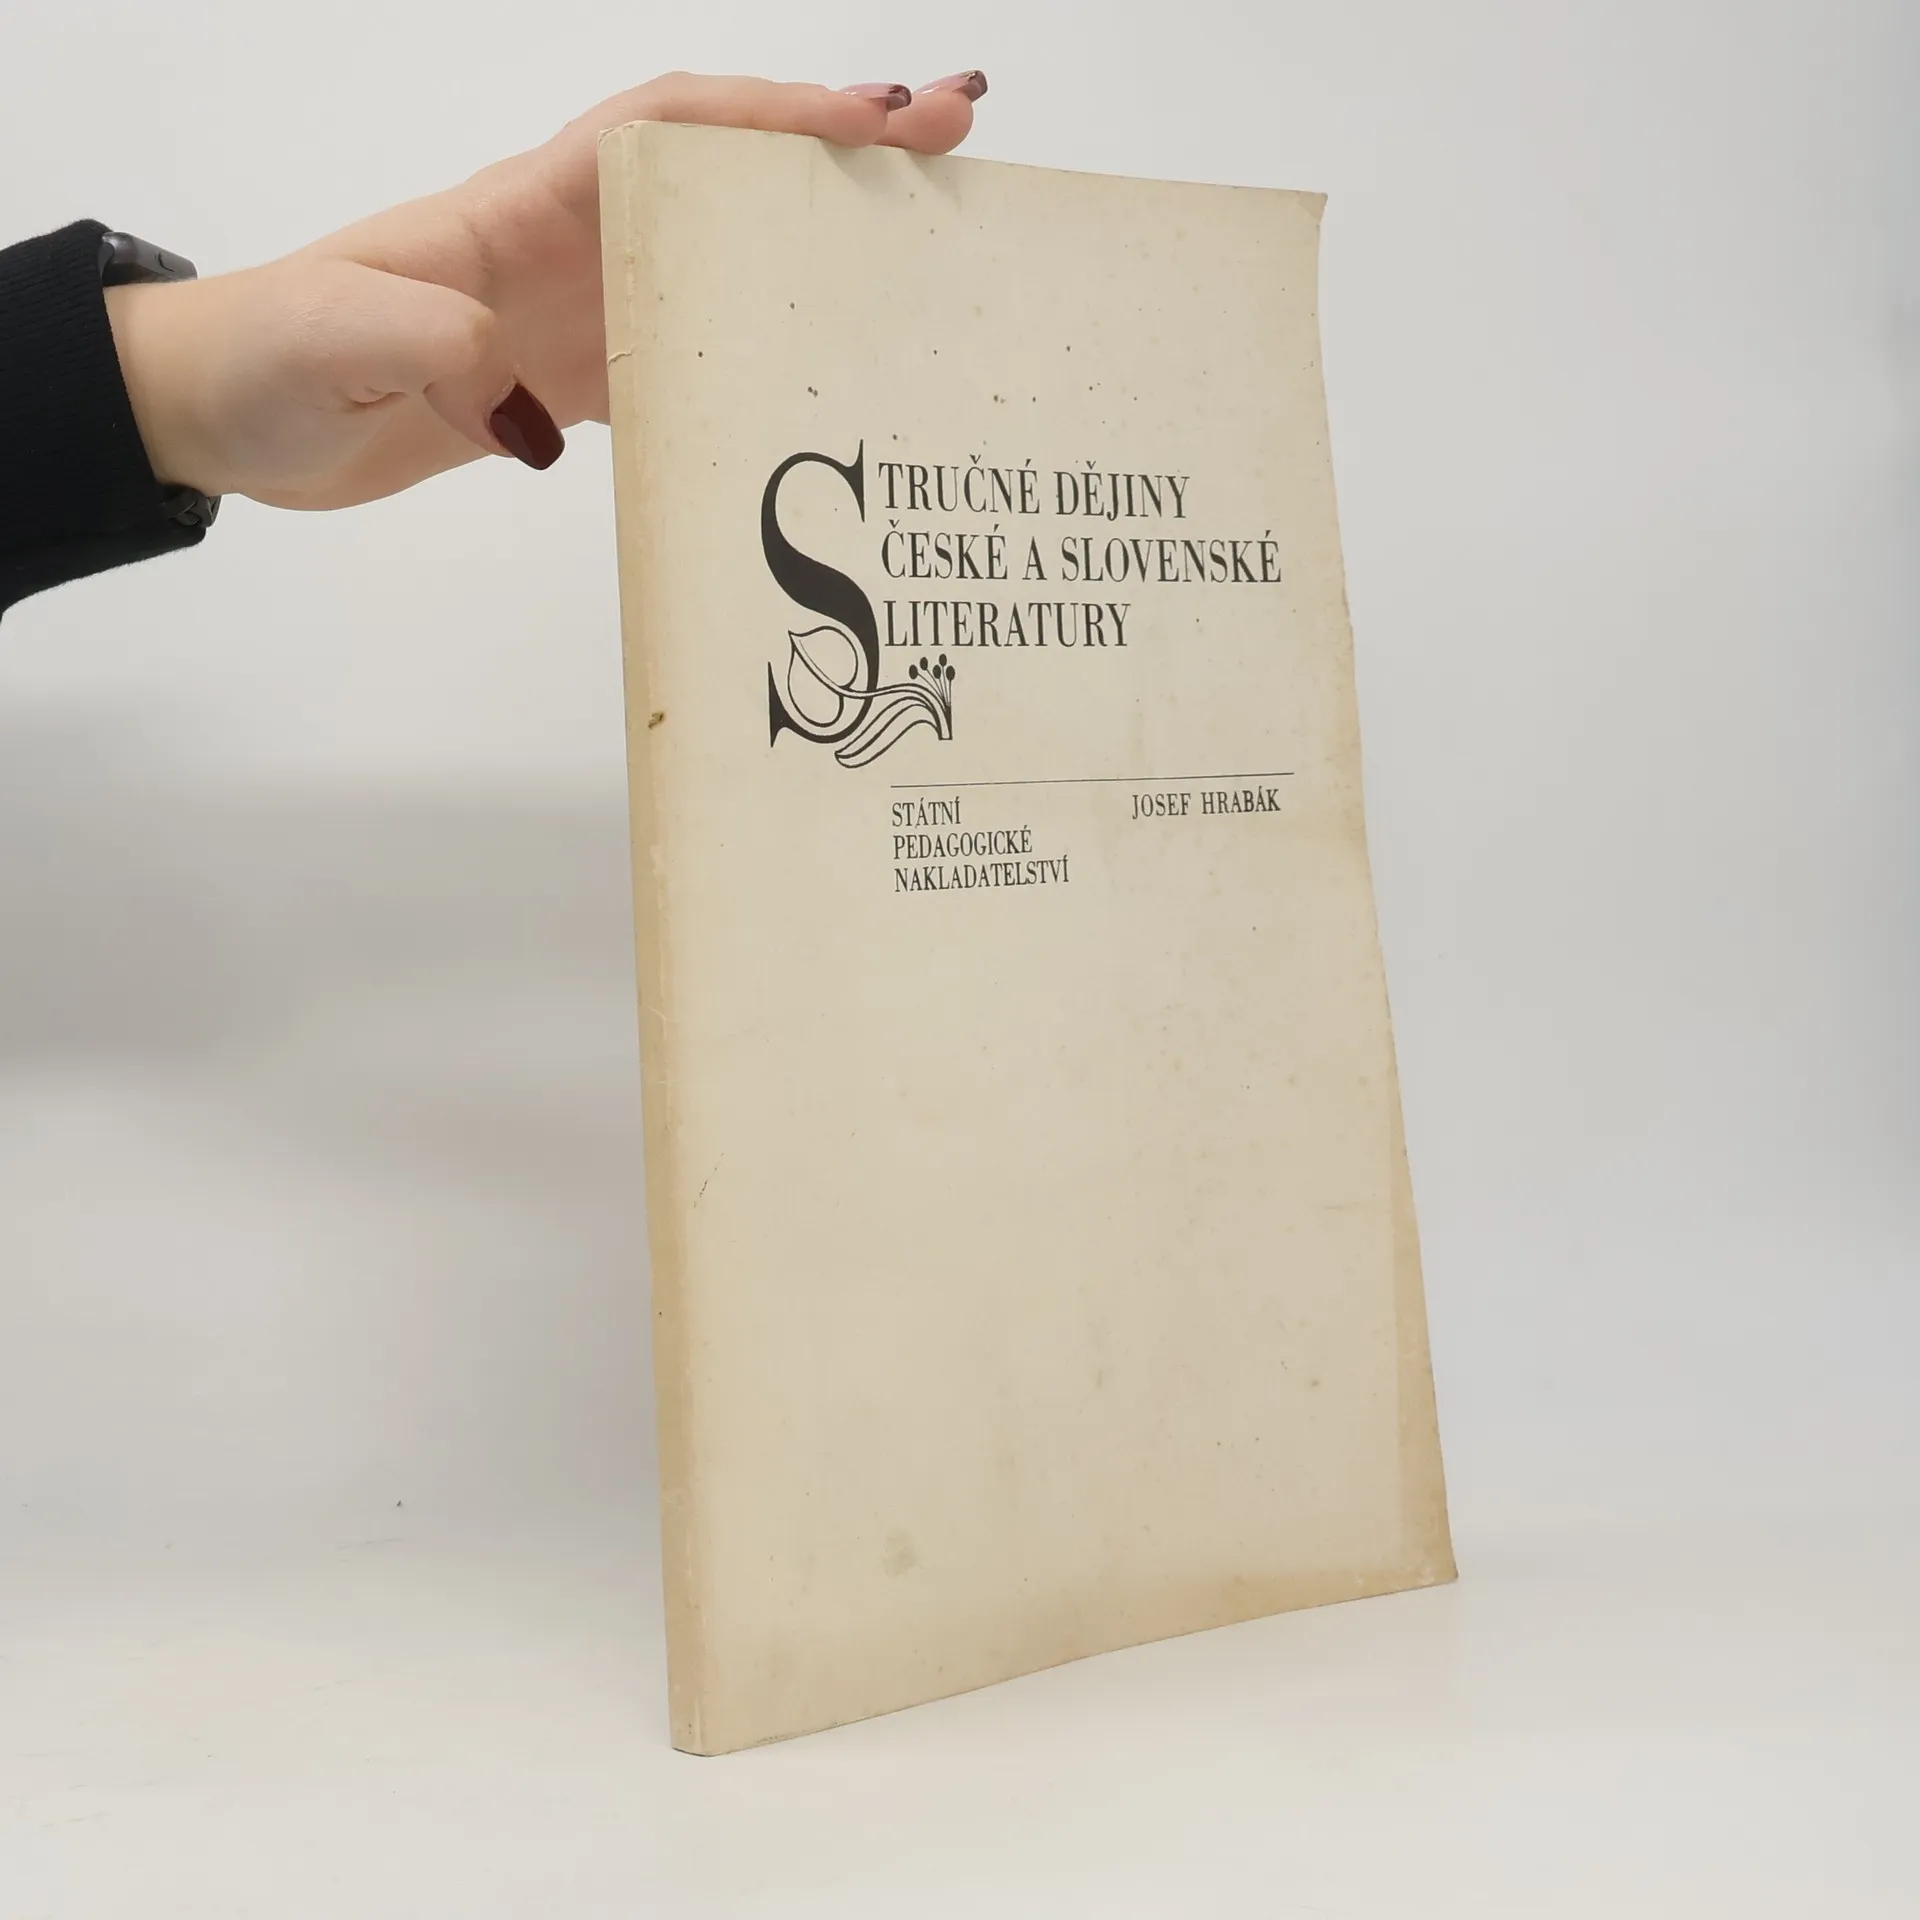 STRUČNÉ DĚJINY
ČESKÉ A SLOVENSKÉ
LITERATURY
STÁTNÍ
PEDAGOGICKÉ
NAKLADATELSTVÍ
JOSEF HRABÁK